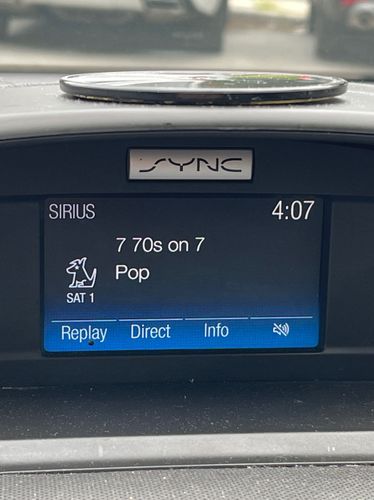 SYNC
SIRIUS 4:07
7 70s on 7
Pop
SAT 1
Replay Direct Info